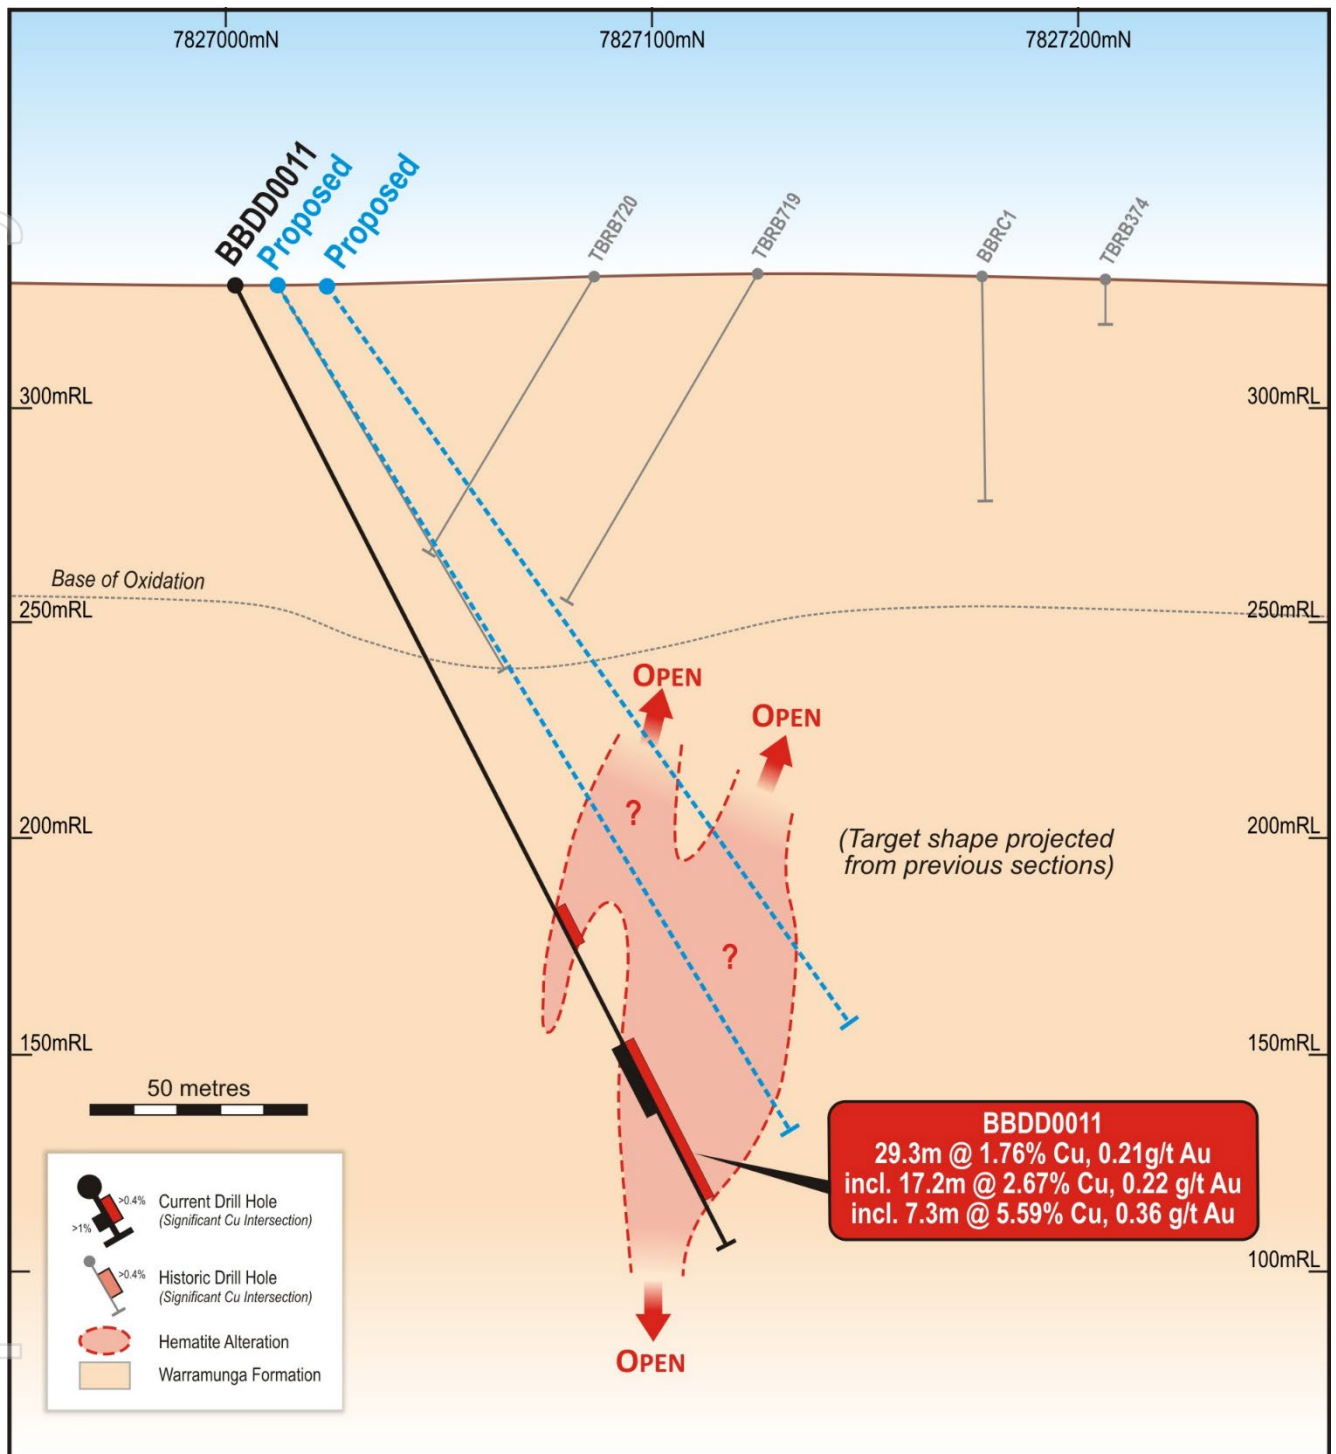 7827000mN
7827100mN
7827200mN
BBDD0011
Proposed
Proposed
TBRB720
TBRB719
BBRC1
TBRB374
300mRL
300mRL
Base of Oxidation
250mRL
250mRL
OPEN
OPEN
?
200mRL
200mRL
(Target shape projected
from previous sections)
?
150mRL
150mRL
50 metres
BBDD0011
29.3m @ 1.76% Cu, 0.21g/t Au
incl. 17.2m @ 2.67% Cu, 0.22 g/t Au
incl. 7.3m @ 5.59% Cu, 0.36 g/t Au
100mRL
OPEN
>0.4%
>1%
Current Drill Hole
(Significant Cu Intersection)
>0.4%
Historic Drill Hole
(Significant Cu Intersection)
Hematite Alteration
Warramunga Formation